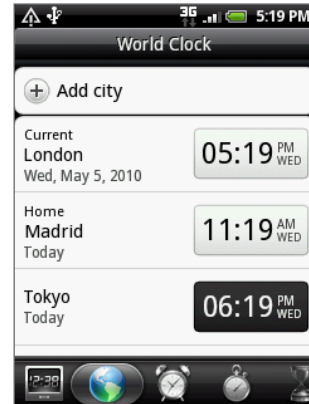 3G 5:19 PM
World Clock
Add city
Current
London
Wed, May 5, 2010
05:19 PM WED
Home
Madrid
Today
11:19 AM WED
Tokyo
Today
06:19 PM WED
12:38